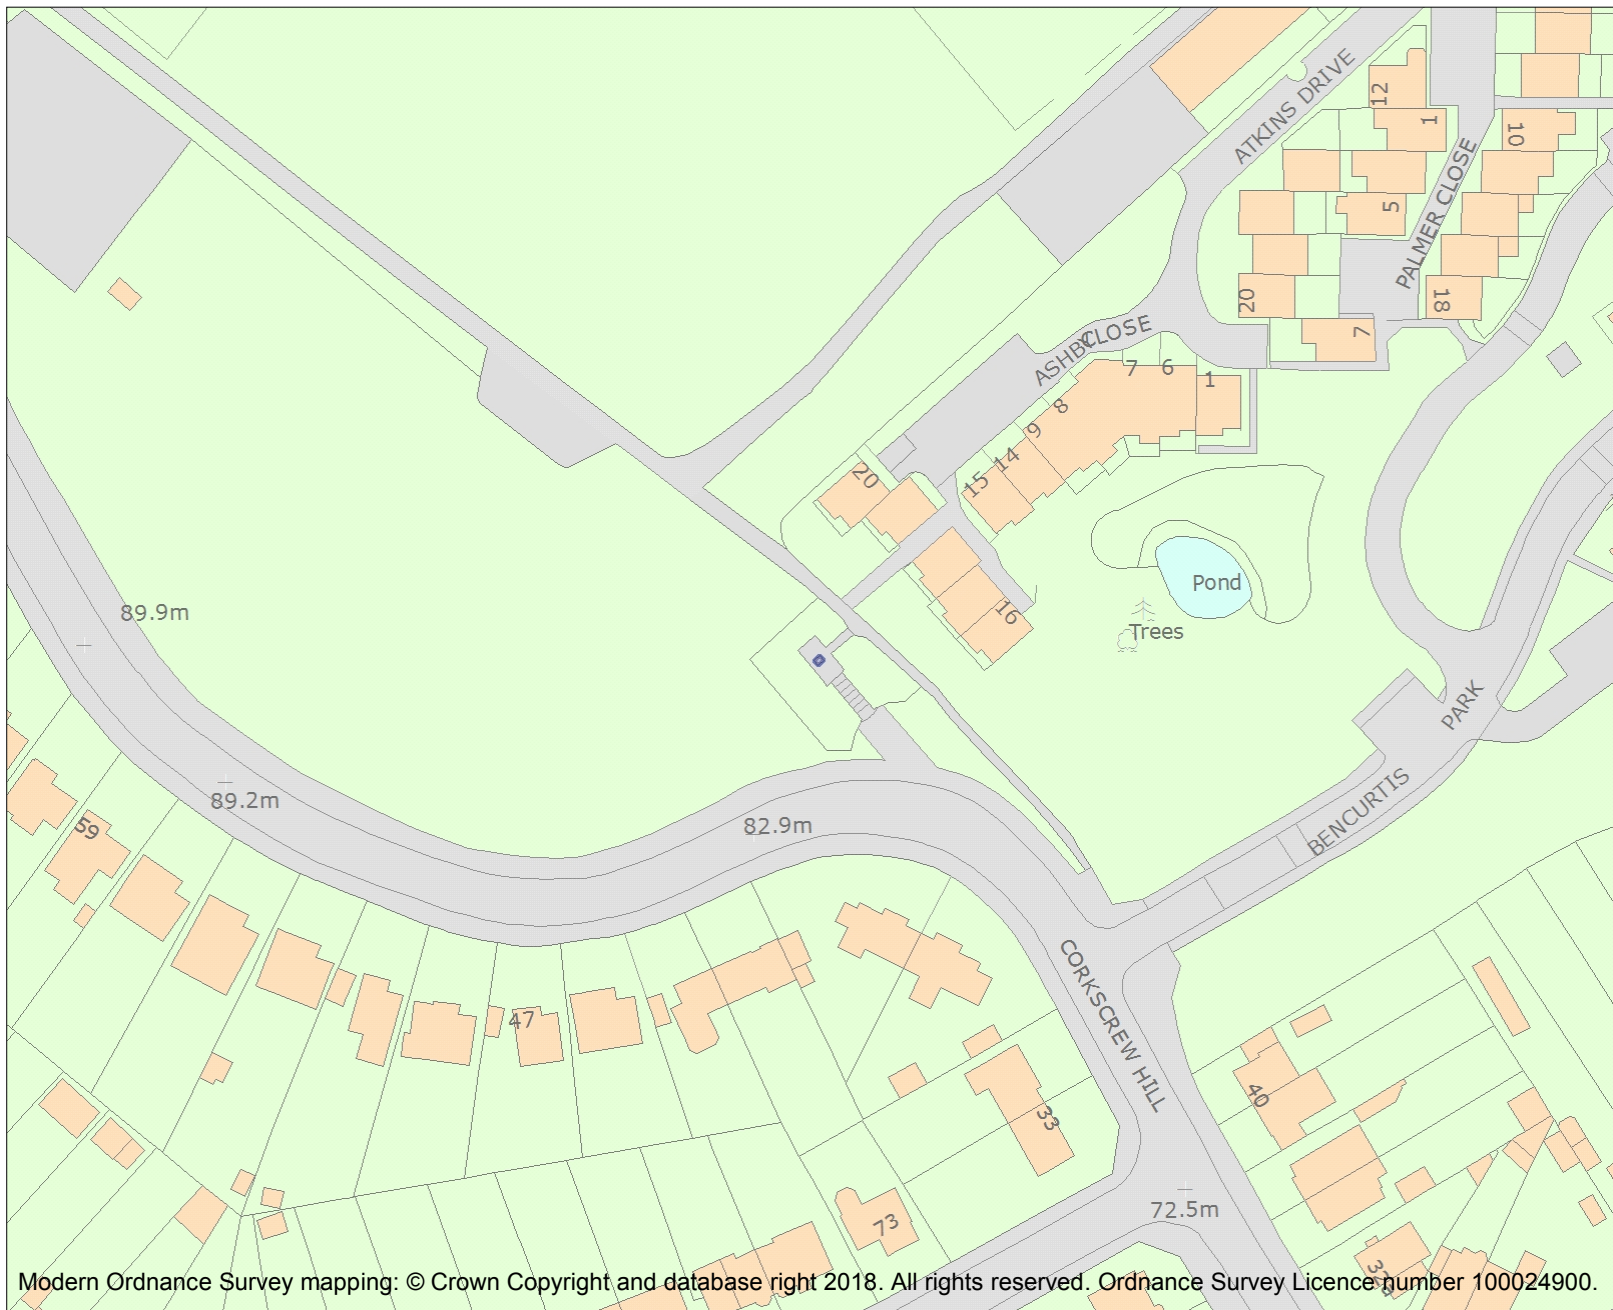 ATKINS DRIVE
12
1
10
PALMER CLOSE
5
20
18
7
ASHBY CLOSE
7
6
1
8
9
14
15
20
Pond
16
Trees
89.9m
PARK
89.2m
59
82.9m
BENCURTIS
CORKSCREW HILL
47
40
33
72.5m
73
Modern Ordnance Survey mapping: © Crown Copyright and database right 2018. All rights reserved. Ordnance Survey Licence number 100024900.